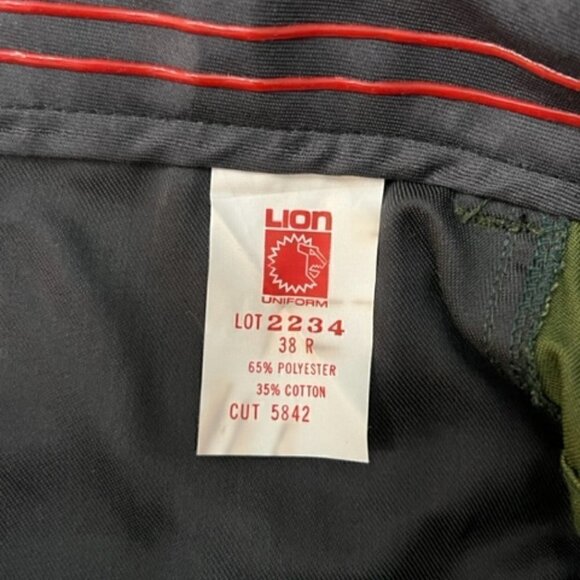 LION
UNIFORM
LOT 2234
38 R
65% POLYESTER
35% COTTON
CUT 5842